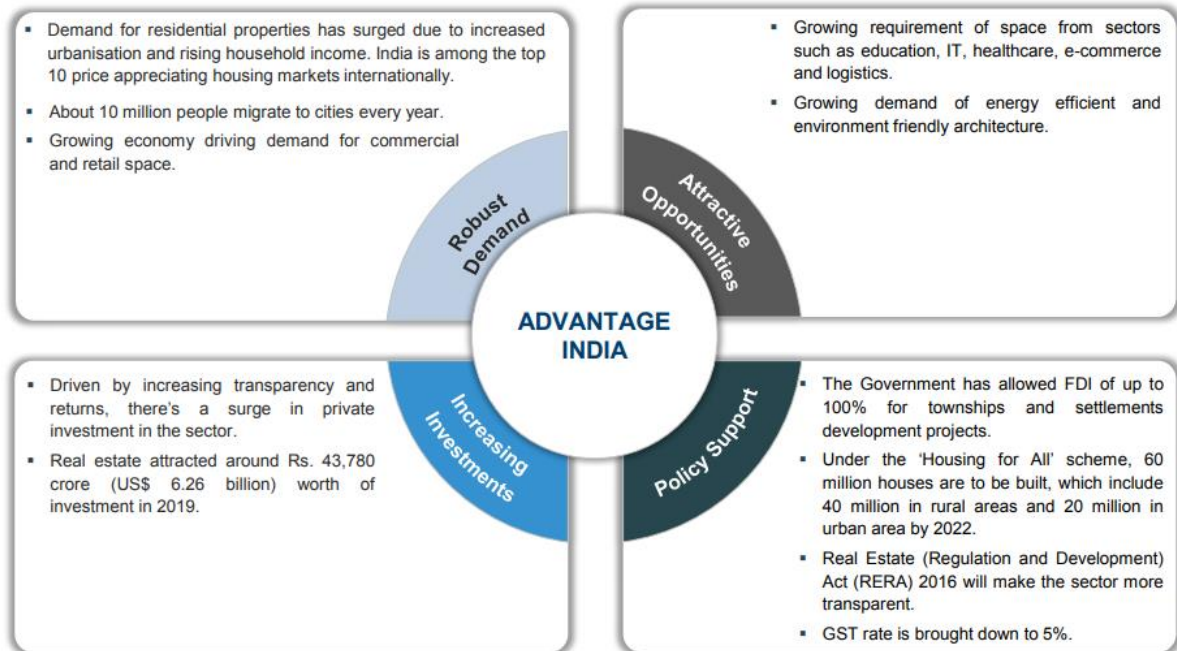 ▪ Demand for residential properties has surged due to increased
urbanisation and rising household income. India is among the top
10 price appreciating housing markets internationally.
▪ About 10 million people migrate to cities every year.
▪ Growing economy driving demand for commercial
and retail space.
Robust
Demand
▪ Growing requirement of space from sectors
such as education, IT, healthcare, e-commerce
and logistics.
▪ Growing demand of energy efficient and
environment friendly architecture.
Attractive
Opportunities
ADVANTAGE
INDIA
▪ Driven by increasing transparency and
returns, there's a surge in private
investment in the sector.
▪ Real estate attracted around Rs. 43,780
crore (US$ 6.26 billion) worth of
investment in 2019.
Increasing
Investments
▪ The Government has allowed FDI of up to
100% for townships and settlements
development projects.
▪ Under the ‘Housing for All’ scheme, 60
million houses are to be built, which include
40 million in rural areas and 20 million in
urban area by 2022.
▪ Real Estate (Regulation and Development)
Act (RERA) 2016 will make the sector more
transparent.
▪ GST rate is brought down to 5%.
Policy Support